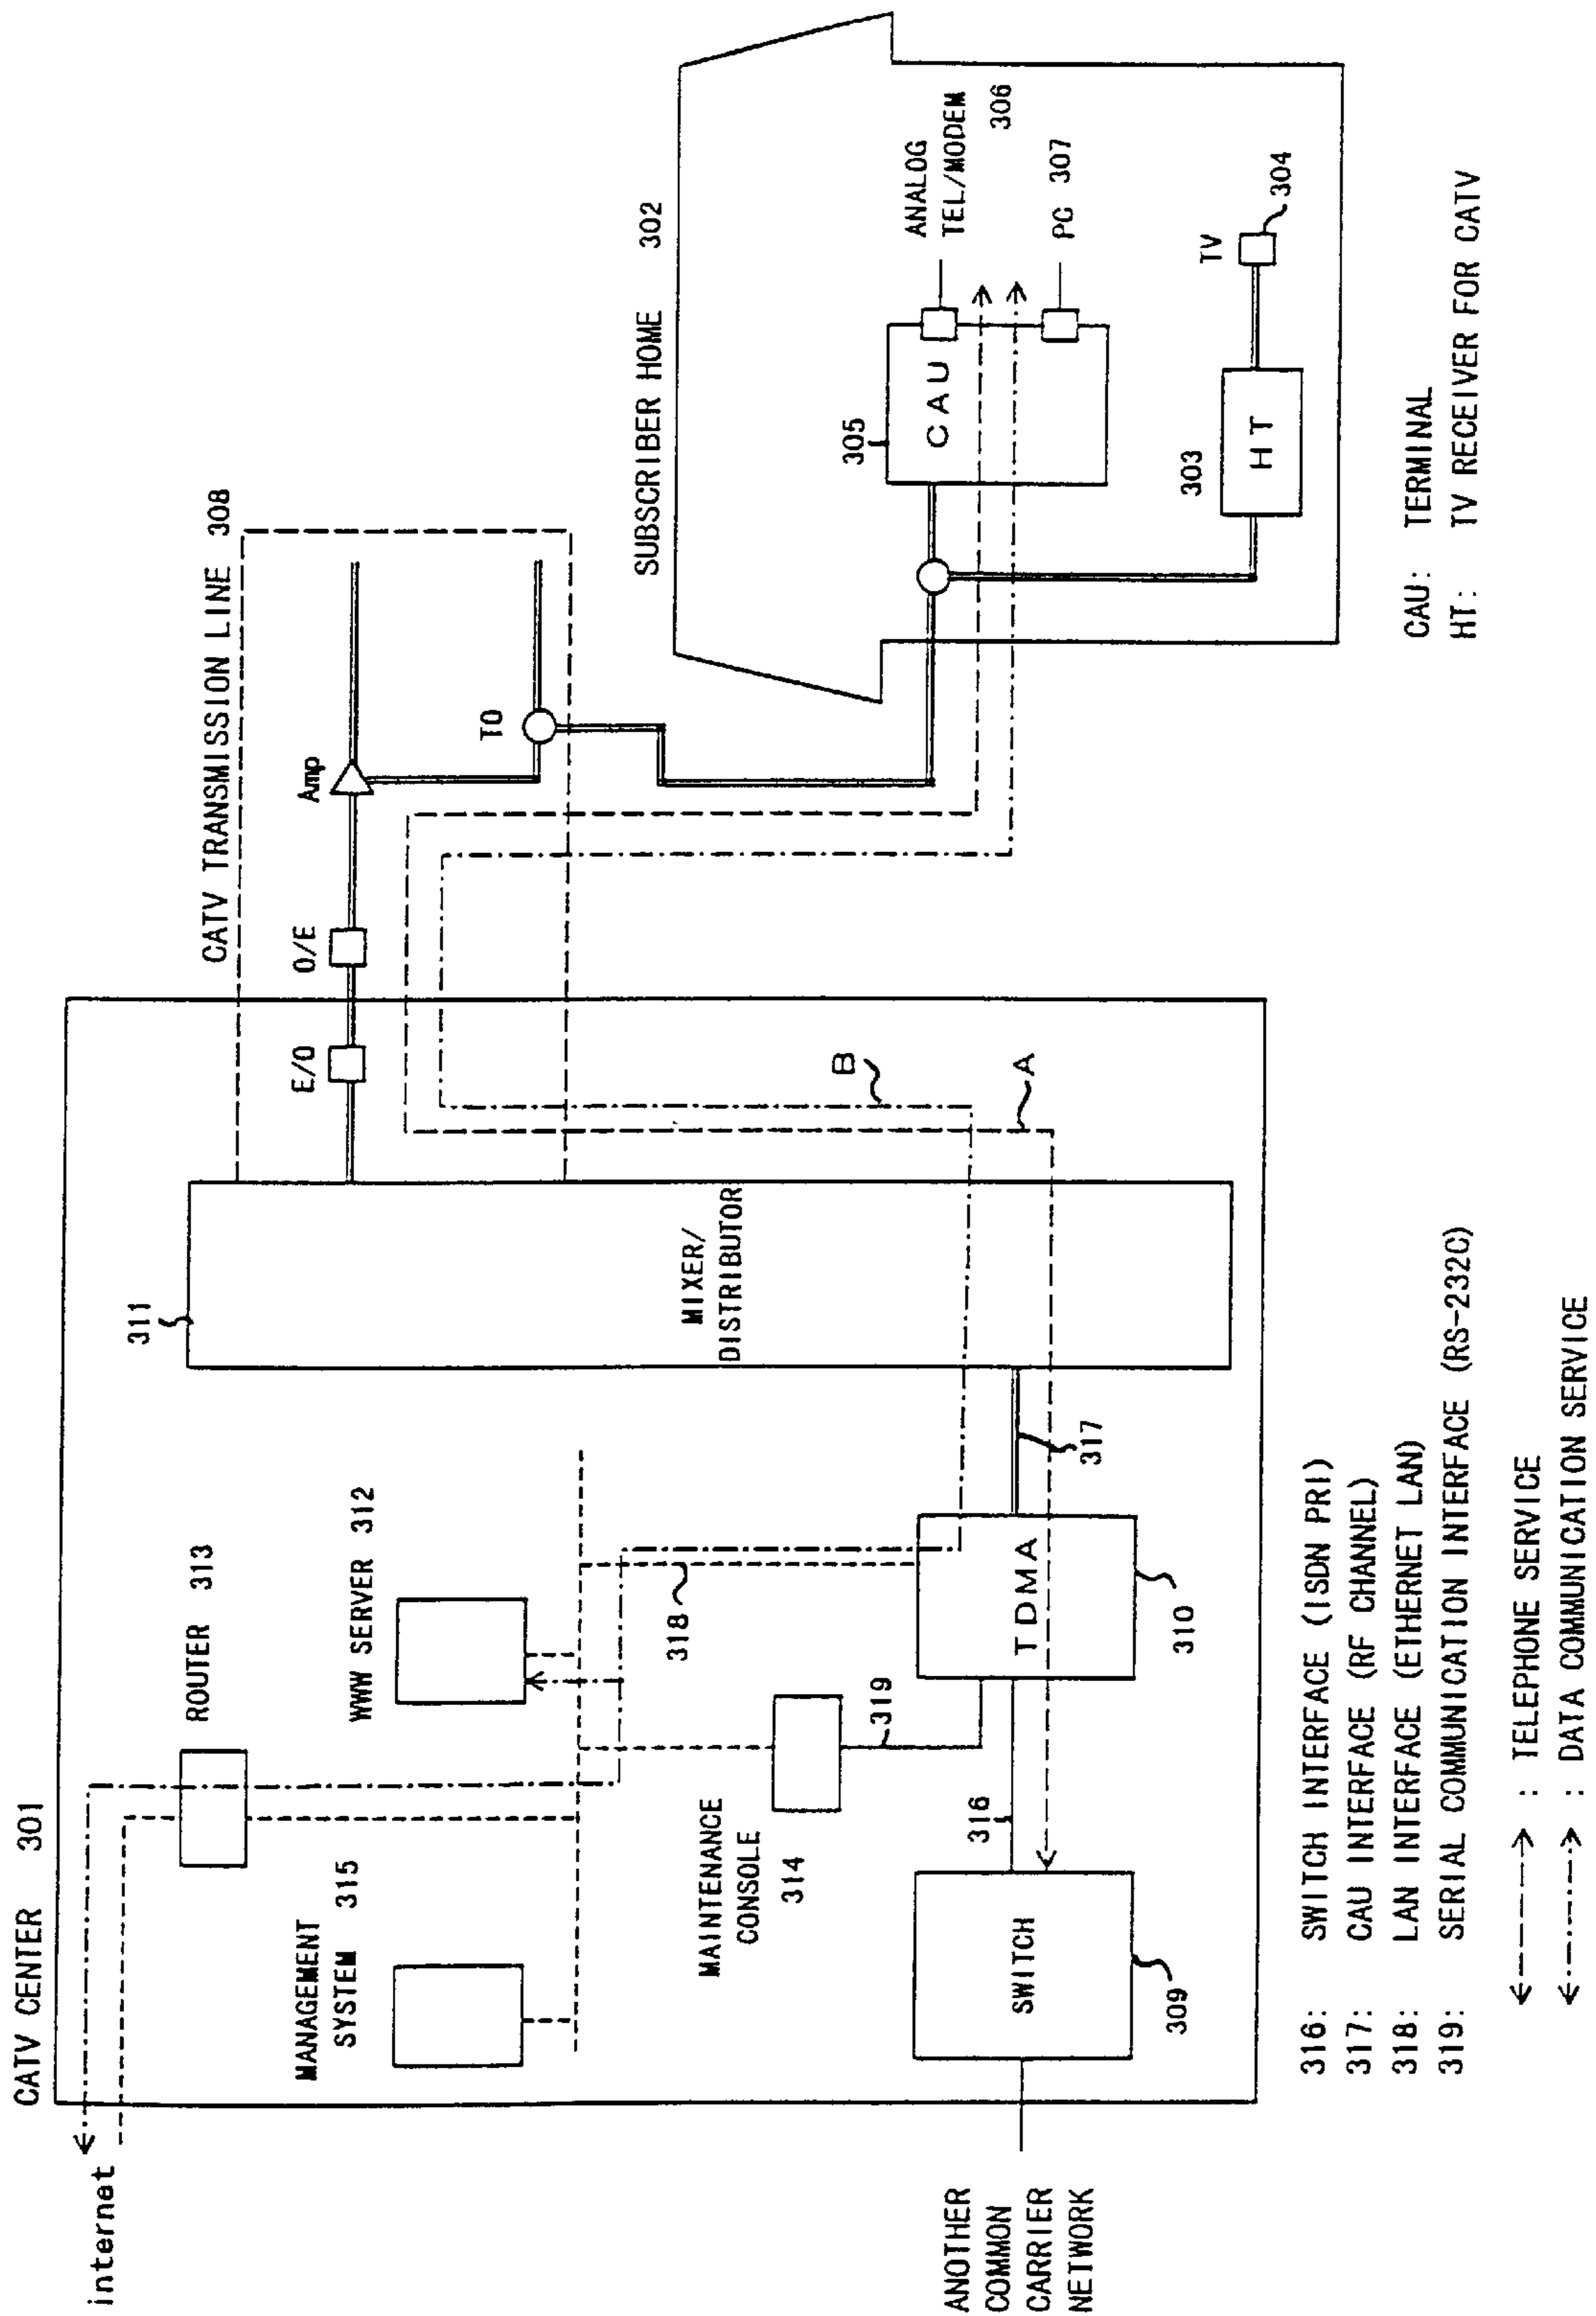 internet
CATV CENTER 301
ROUTER 313
MANAGEMENT
SYSTEM 315
WWW SERVER 312
MAINTENANCE
CONSOLE
314
318
319
316
317
SWITCH
309
TDMA
310
311
MIXER/
DISTRIBUTOR
ANOTHER
COMMON
CARRIER
NETWORK
E/O
O/E
B
A
CATV TRANSMISSION LINE 308
Amp
TO
SUBSCRIBER HOME 302
305
CAU
ANALOG
TEL/MODEM
306
PC 307
303
HT
TV
304
316: SWITCH INTERFACE (ISDN PRI)
317: CAU INTERFACE (RF CHANNEL)
318: LAN INTERFACE (ETHERNET LAN)
319: SERIAL COMMUNICATION INTERFACE (RS-232C)
: TELEPHONE SERVICE
: DATA COMMUNICATION SERVICE
CAU: TERMINAL
HT: TV RECEIVER FOR CATV